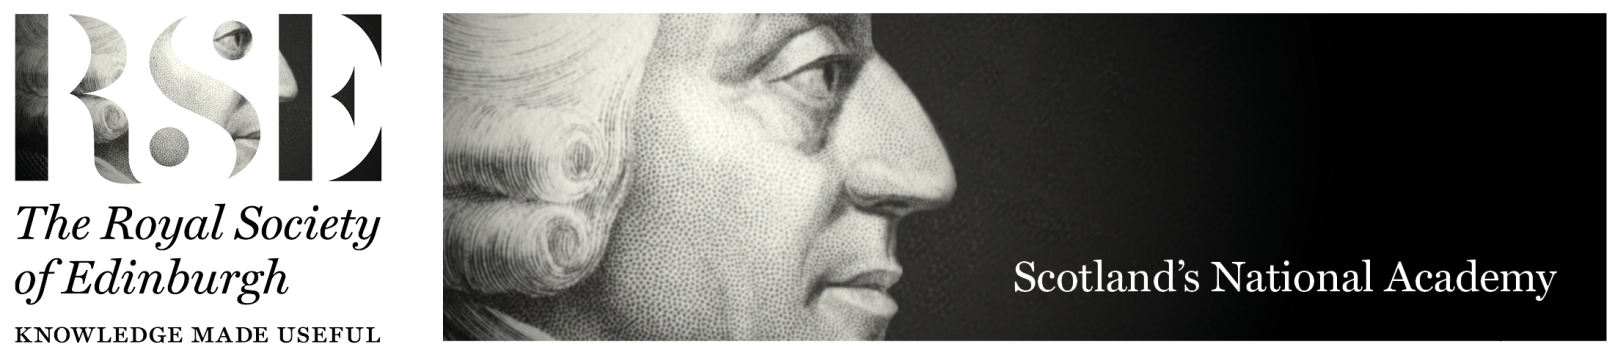 RSE
The Royal Society
of Edinburgh
KNOWLEDGE MADE USEFUL
Scotland’s National Academy